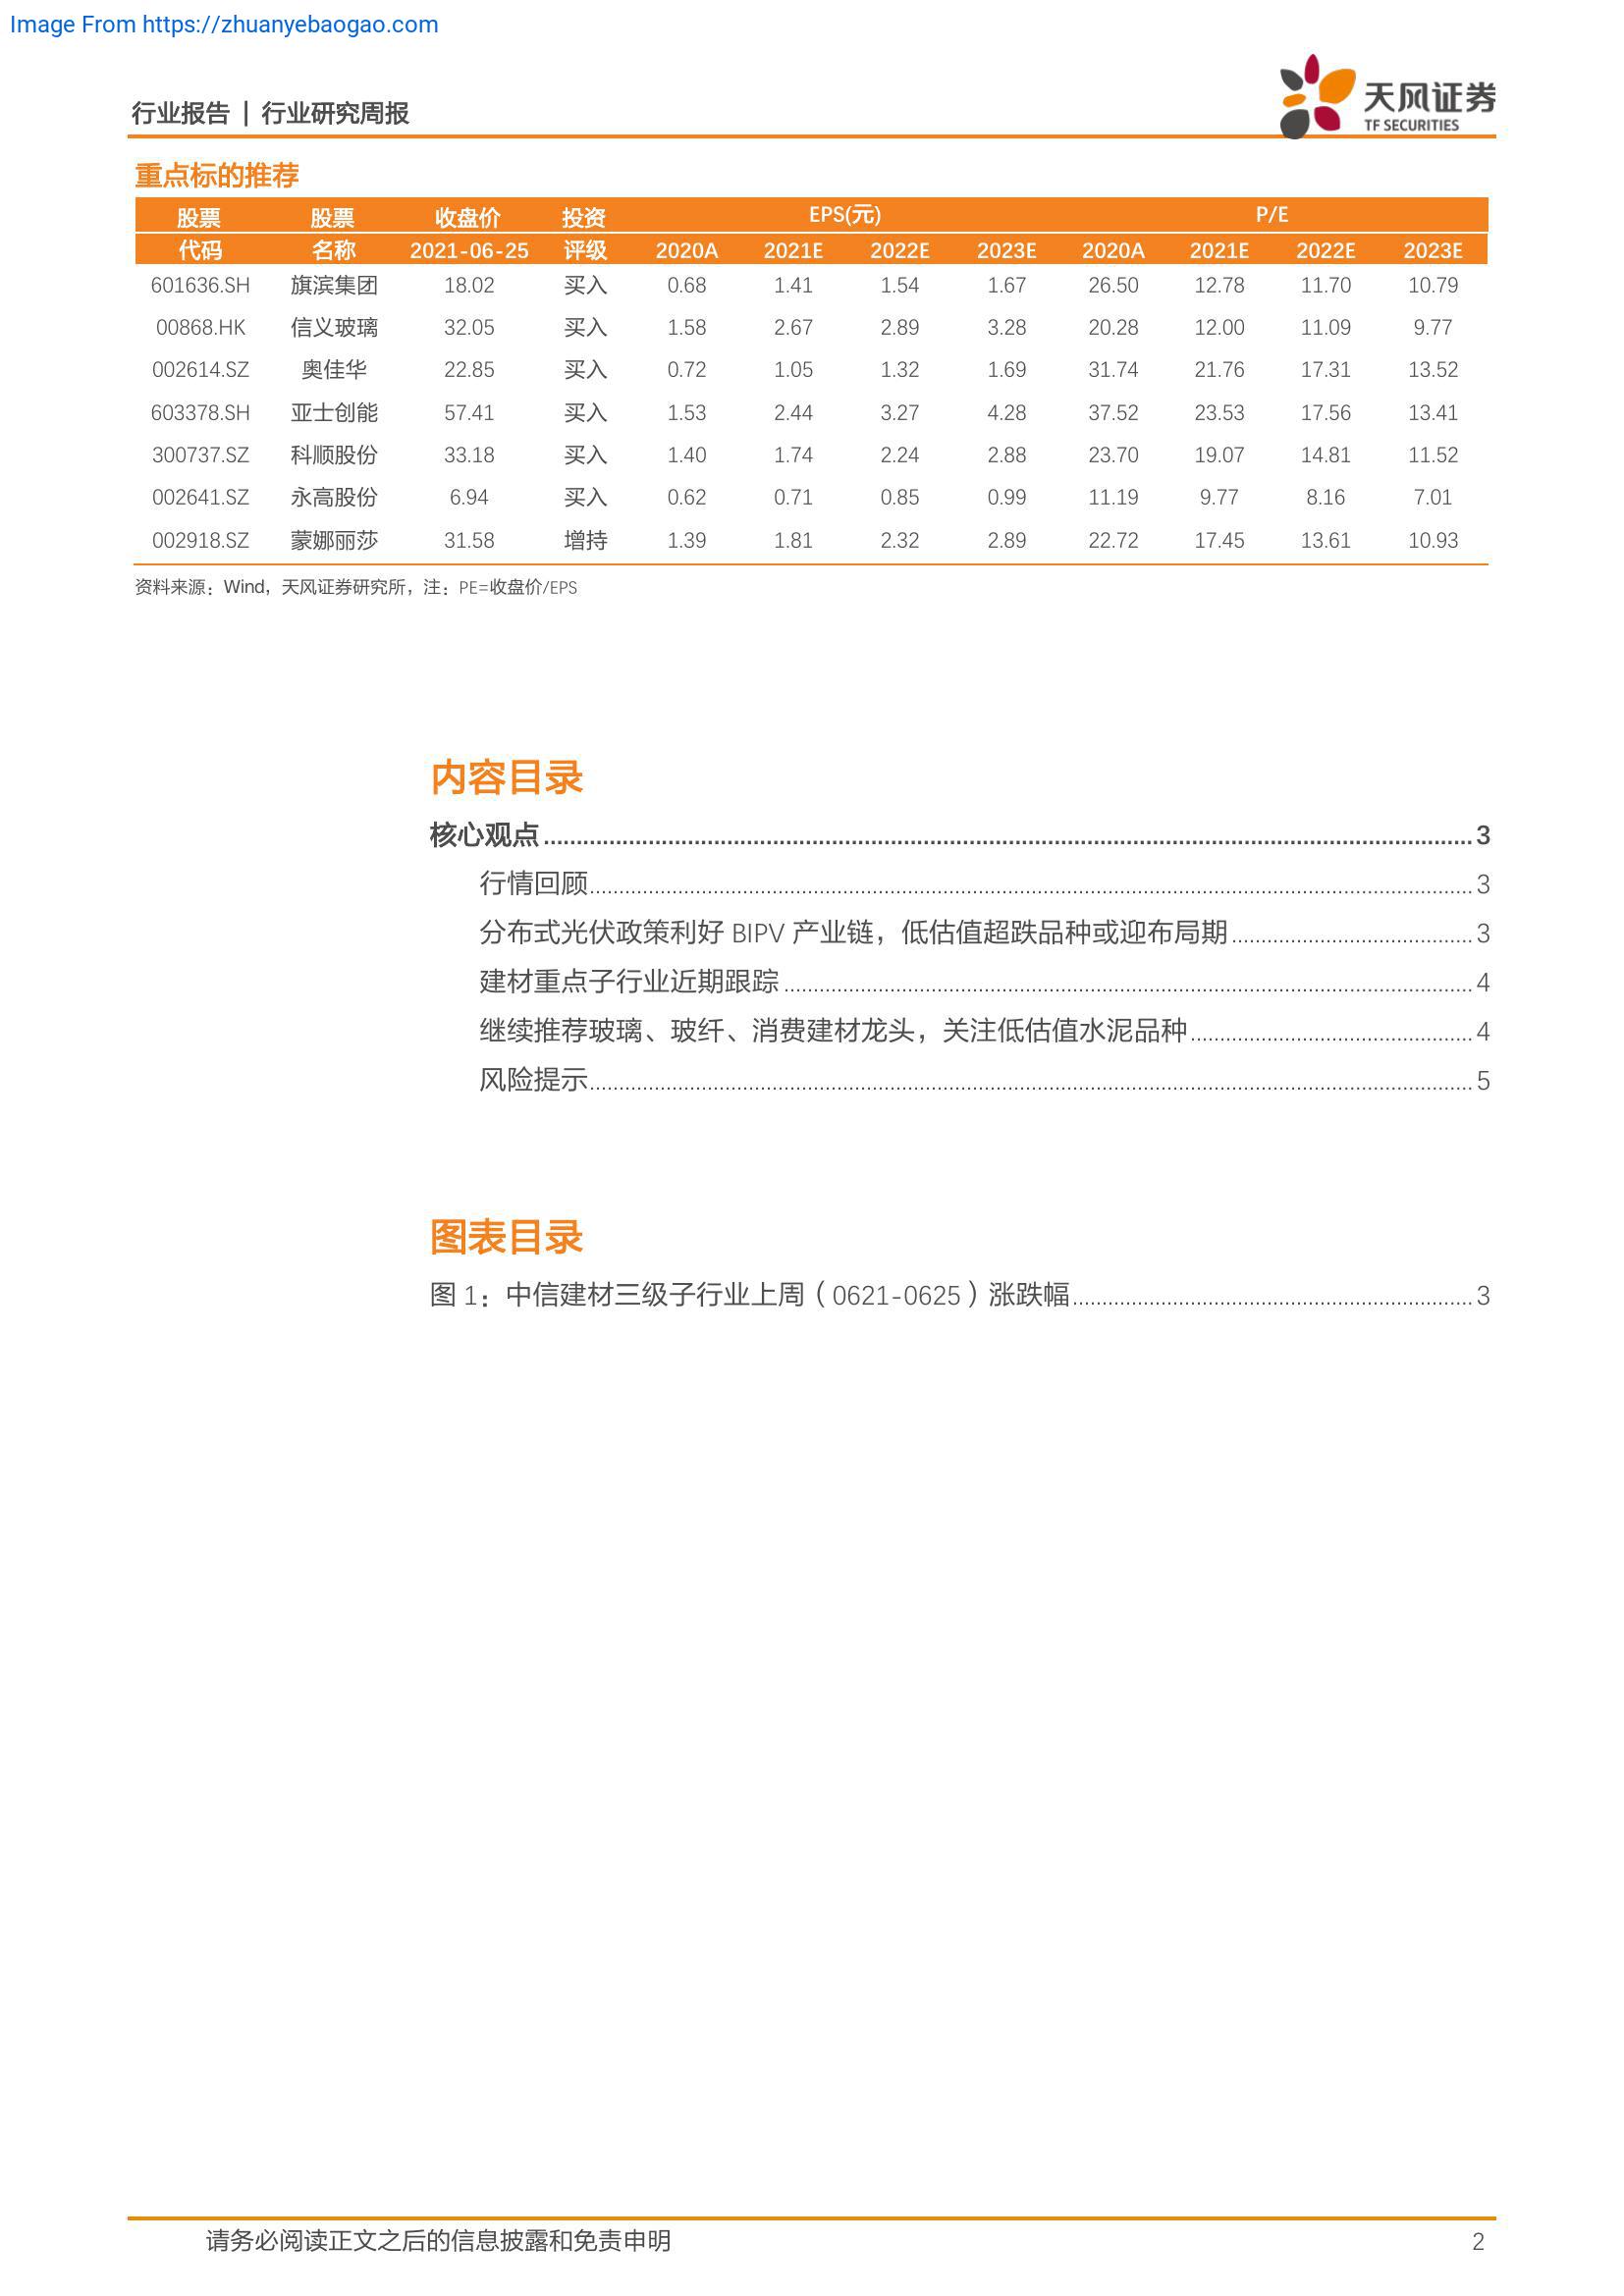 Image From https://zhuanyebaogao.com
行业报告 | 行业研究周报
天风证券
TF SECURITIES
重点标的推荐
股票 股票 收盘价 投资 EPS(元) P/E
代码 名称 2021-06-25 评级 2020A 2021E 2022E 2023E 2020A 2021E 2022E 2023E
601636.SH 旗滨集团 18.02 买入 0.68 1.41 1.54 1.67 26.50 12.78 11.70 10.79
00868.HK 信义玻璃 32.05 买入 1.58 2.67 2.89 3.28 20.28 12.00 11.09 9.77
002614.SZ 奥佳华 22.85 买入 0.72 1.05 1.32 1.69 31.74 21.76 17.31 13.52
603378.SH 亚士创能 57.41 买入 1.53 2.44 3.27 4.28 37.52 23.53 17.56 13.41
300737.SZ 科顺股份 33.18 买入 1.40 1.74 2.24 2.88 23.70 19.07 14.81 11.52
002641.SZ 永高股份 6.94 买入 0.62 0.71 0.85 0.99 11.19 9.77 8.16 7.01
002918.SZ 蒙娜丽莎 31.58 增持 1.39 1.81 2.32 2.89 22.72 17.45 13.61 10.93
资料来源：Wind，天风证券研究所，注：PE=收盘价/EPS
内容目录
核心观点 3
行情回顾 3
分布式光伏政策利好 BIPV 产业链，低估值超跌品种或迎布局期 3
建材重点子行业近期跟踪 4
继续推荐玻璃、玻纤、消费建材龙头，关注低估值水泥品种 4
风险提示 5
图表目录
图 1：中信建材三级子行业上周（0621-0625）涨跌幅 3
请务必阅读正文之后的信息披露和免责申明 2